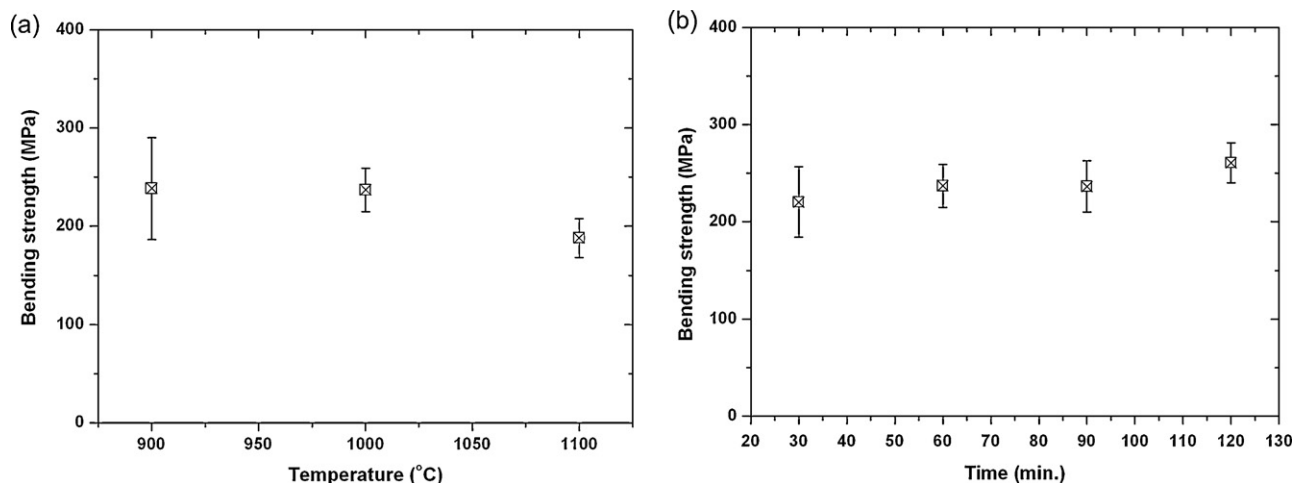 (a)
400
300
200
100
0
Bending strength (MPa)
900 950 1000 1050 1100
Temperature (°C)
(b)
400
300
200
100
0
Bending strength (MPa)
20 30 40 50 60 70 80 90 100 110 120 130
Time (min.)